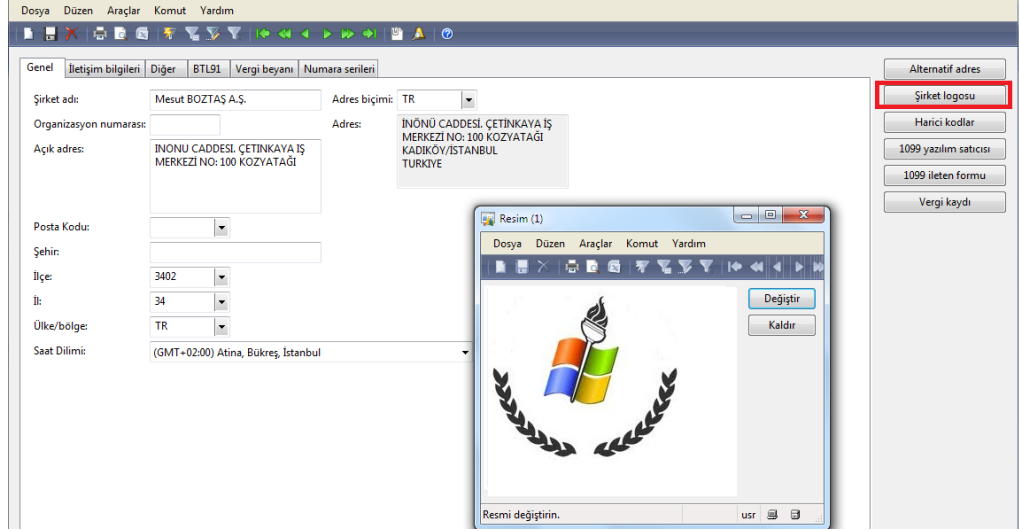 Dosya Düzen Araçlar Komut Yardım
Genel İletişim bilgileri Diğer BTL91 Vergi beyanı Numara serileri
Şirket adı: Mesut BOZTAŞ A.Ş. Adres biçimi: TR
Organizasyon numarası: Adres: İNÖNÜ CADDESİ. ÇETİNKAYA İŞ
MERKEZİ NO: 100 KOZYATAĞI
KADIKÖY/İSTANBUL
TURKIYE
Açık adres: INONU CADDESI. ÇETINKAYA IŞ
MERKEZİ NO: 100 KOZYATAĞI
Posta Kodu:
Şehir:
İlçe: 3402
İl: 34
Ülke/bölge: TR
Saat Dilimi: (GMT+02:00) Atina, Bükreş, İstanbul
Alternatif adres
Şirket logosu
Harici kodlar
1099 yazılım satıcısı
1099 ileten formu
Vergi kaydı
Resim (1)
Dosya Düzen Araçlar Komut Yardım
Değiştir
Kaldır
Resmi değiştirin. usr